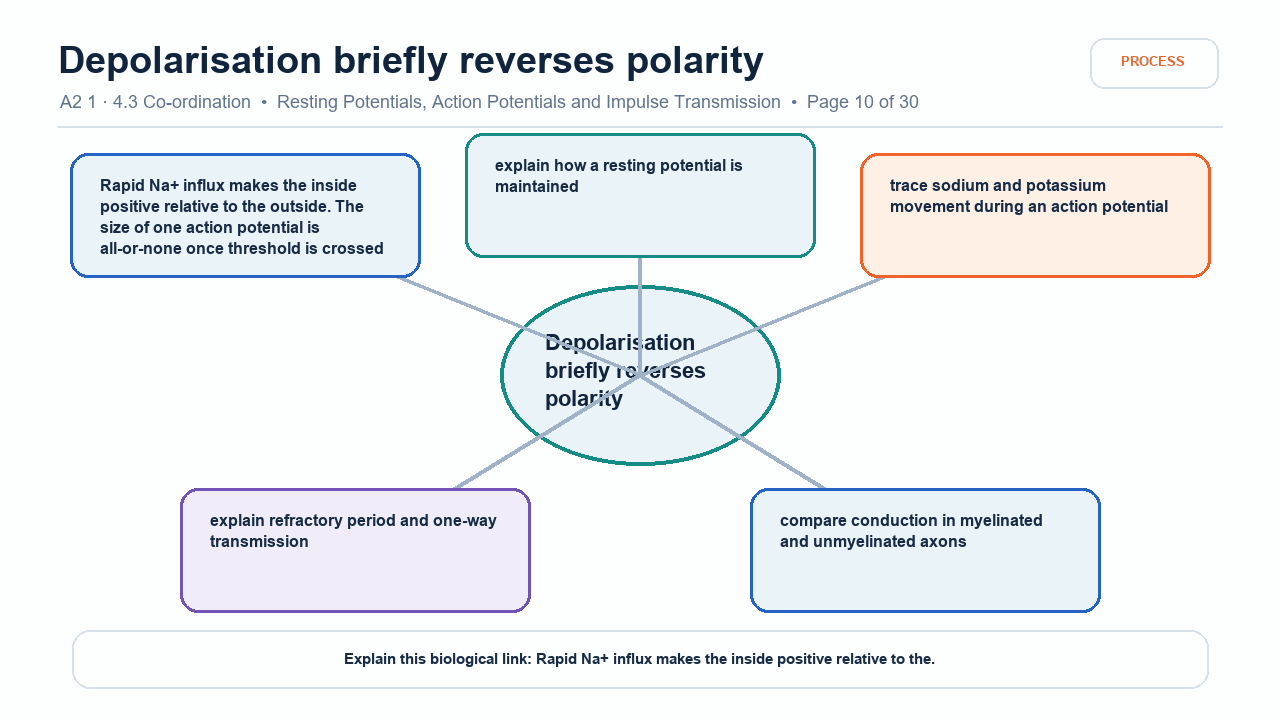 Depolarisation briefly reverses polarity
PROCESS
A2 1 · 4.3 Co-ordination • Resting Potentials, Action Potentials and Impulse Transmission • Page 10 of 30
Rapid Na+ influx makes the inside
positive relative to the outside. The
size of one action potential is
all-or-none once threshold is crossed
explain how a resting potential is
maintained
trace sodium and potassium
movement during an action potential
Depolarisation
briefly reverses
polarity
explain refractory period and one-way
transmission
compare conduction in myelinated
and unmyelinated axons
Explain this biological link: Rapid Na+ influx makes the inside positive relative to the.